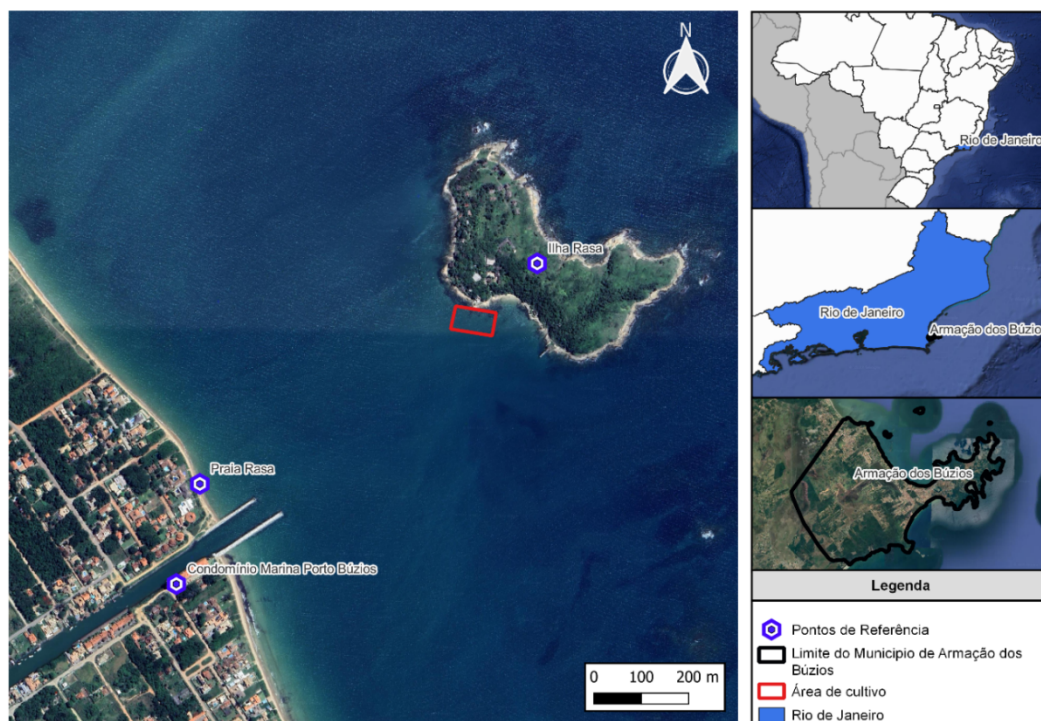 N
Ilha Rasa
Praia Rasa
Condomínio Marina Porto Búzios
0 100 200 m
Rio de Janeiro
Rio de Janeiro
Armação dos Búzio
Armação dos Búzios
Legenda
Pontos de Referência
Limite do Municipio de Armação dos
Búzios
Área de cultivo
Rio de Janeiro